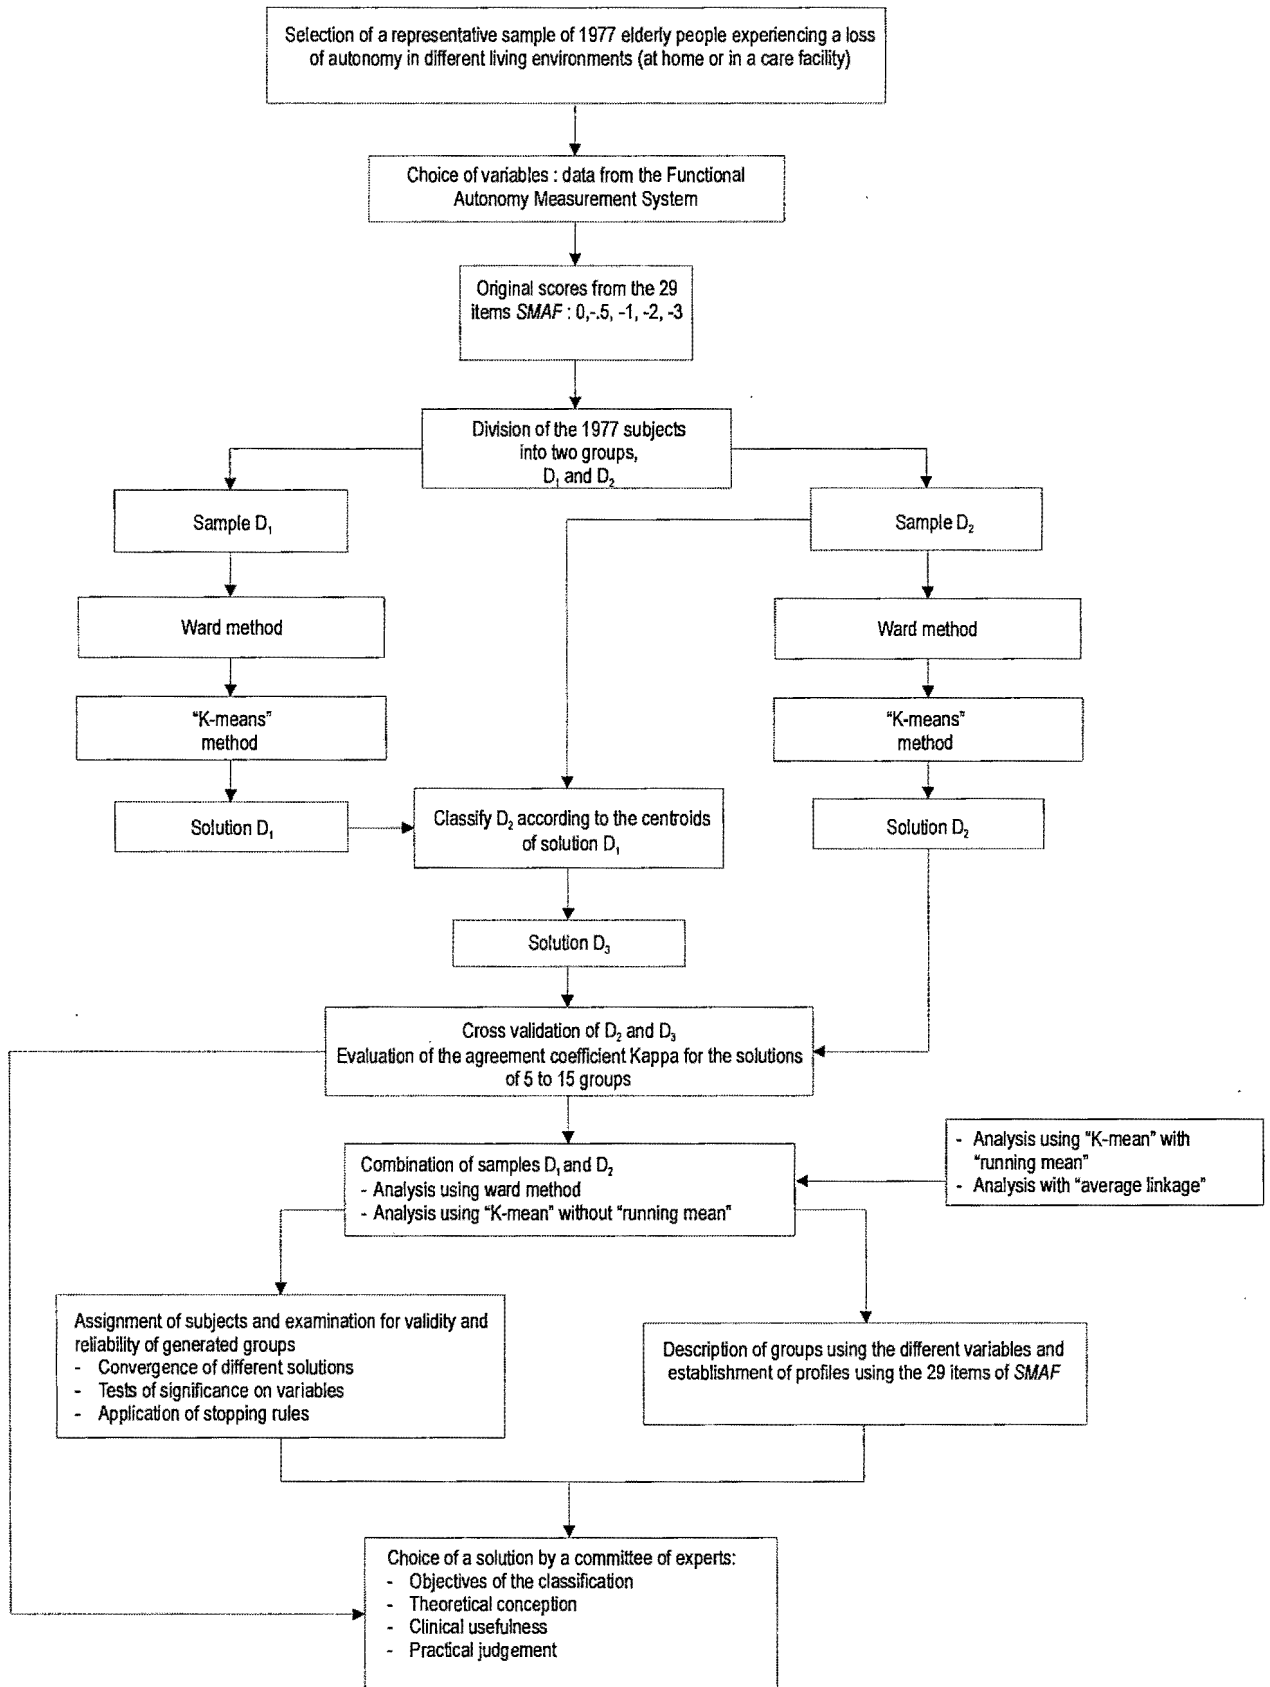 Selection of a representative sample of 1977 elderly people experiencing a loss
of autonomy in different living environments (at home or in a care facility)
Choice of variables : data from the Functional
Autonomy Measurement System
Original scores from the 29
items SMAF : 0,-.5, -1, -2, -3
Division of the 1977 subjects
into two groups,
D₁ and D₂
Sample D₁
Sample D₂
Ward method
Ward method
“K-means”
method
“K-means”
method
Solution D₁
Classify D₂ according to the centroids
of solution D₁
Solution D₂
Solution D₃
Cross validation of D₂ and D₃
Evaluation of the agreement coefficient Kappa for the solutions
of 5 to 15 groups
Combination of samples D₁ and D₂
- Analysis using ward method
- Analysis using “K-mean” without “running mean”
- Analysis using “K-mean” with
“running mean”
- Analysis with “average linkage”
Assignment of subjects and examination for validity and
reliability of generated groups
- Convergence of different solutions
- Tests of significance on variables
- Application of stopping rules
Description of groups using the different variables and
establishment of profiles using the 29 items of SMAF
Choice of a solution by a committee of experts:
- Objectives of the classification
- Theoretical conception
- Clinical usefulness
- Practical judgement